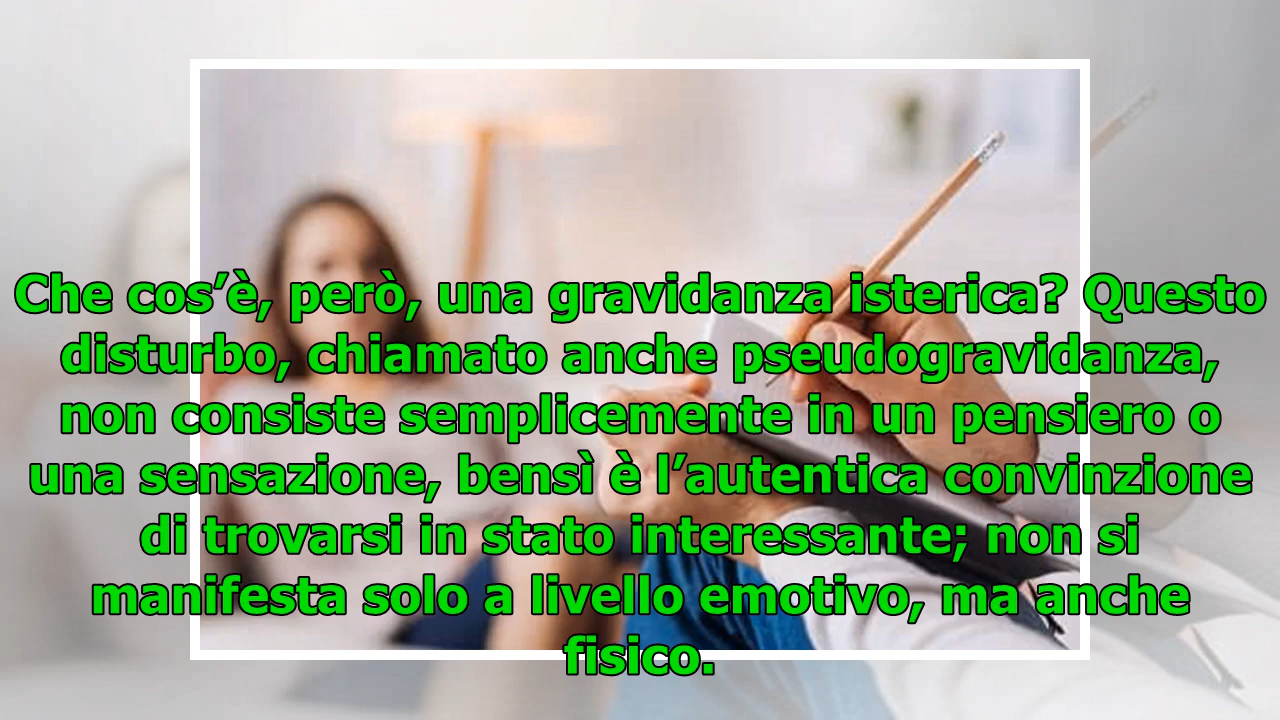 Che cos’è, però, una gravidanza isterica? Questo
disturbo, chiamato anche pseudogravidanza,
non consiste semplicemente in un pensiero o
una sensazione, bensì è l’autentica convinzione
di trovarsi in stato interessante; non si
manifesta solo a livello emotivo, ma anche
fisico.